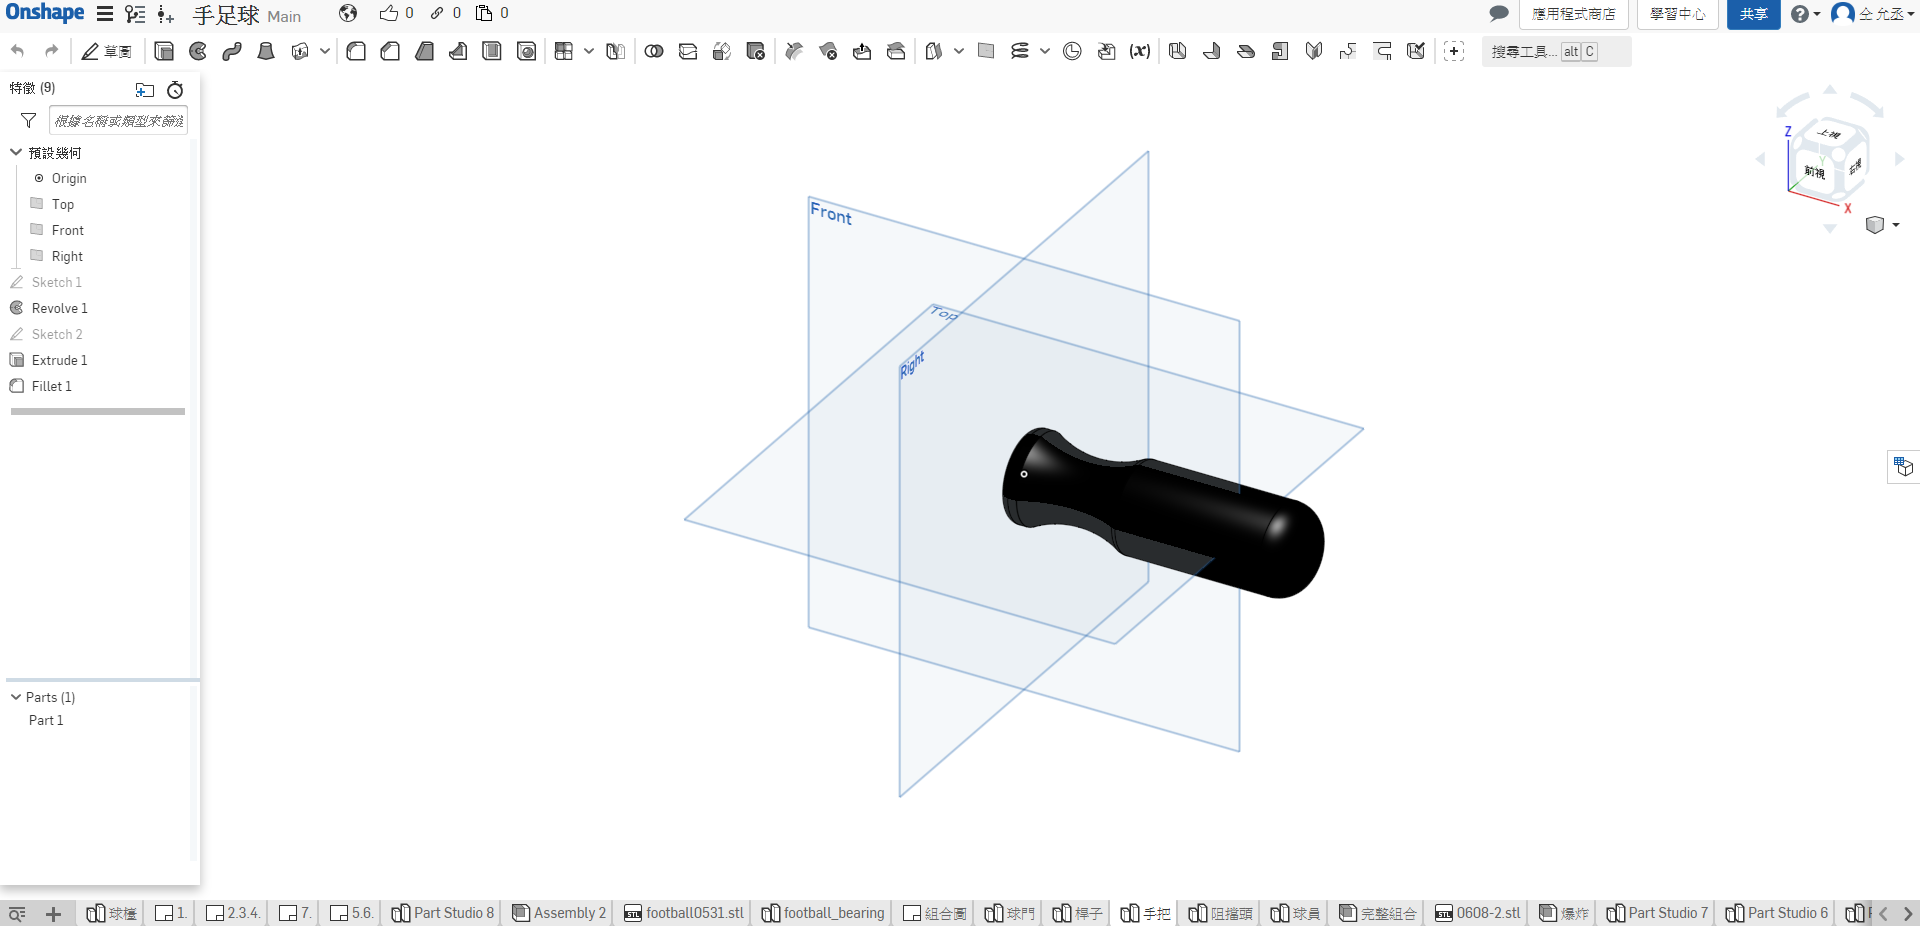 Onshape 手足球 Main 0 0 0 應用程式商店 學習中心 共享 仝 允丞
草圖 (x) 搜尋工具... alt C
特徵 (9)
根據名稱或類型來篩選
預設幾何
Origin
Top
Front
Right
Sketch 1
Revolve 1
Sketch 2
Extrude 1
Fillet 1
Parts (1)
Part 1
Front
Top
Right
Z
上視
Y
前視
右視
X
球檯 1. 2.3.4. 7. 5.6. Part Studio 8 Assembly 2 STL football0531.stl football_bearing 組合圖 球門 桿子 手把 阻擋頭 球員 完整組合 STL 0608-2.stl 爆炸 Part Studio 7 Part Studio 6